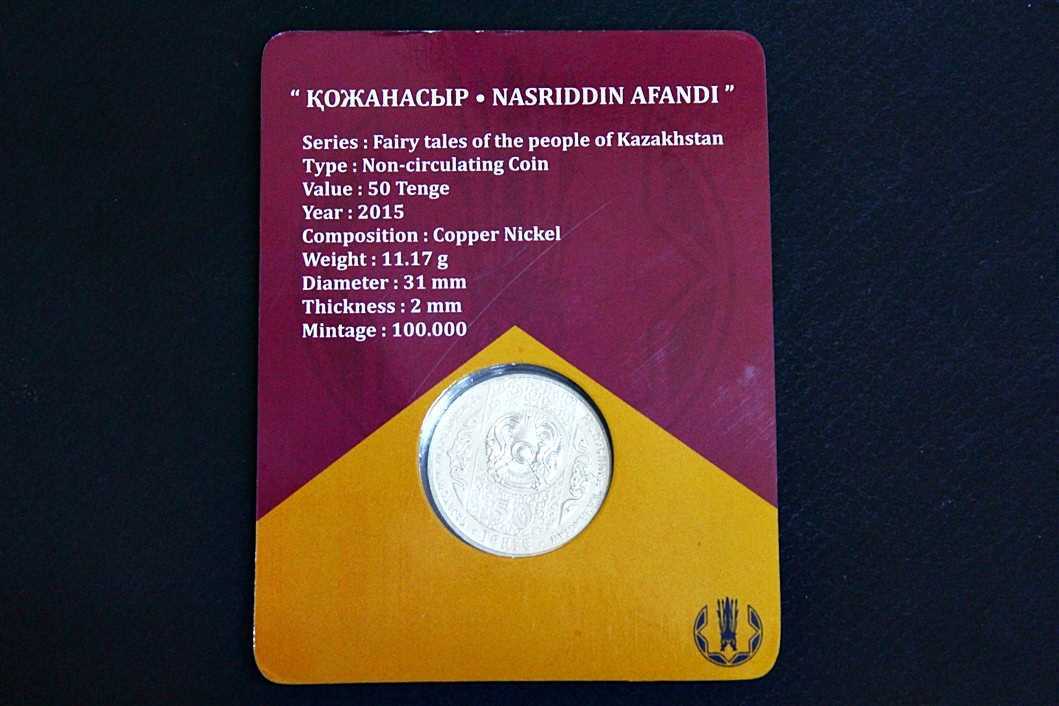 “ ҚОЖАНАСЫР • NASRIDDIN AFANDI ”
Series : Fairy tales of the people of Kazakhstan
Type : Non-circulating Coin
Value : 50 Tenge
Year : 2015
Composition : Copper Nickel
Weight : 11.17 g
Diameter : 31 mm
Thickness : 2 mm
Mintage : 100.000
50